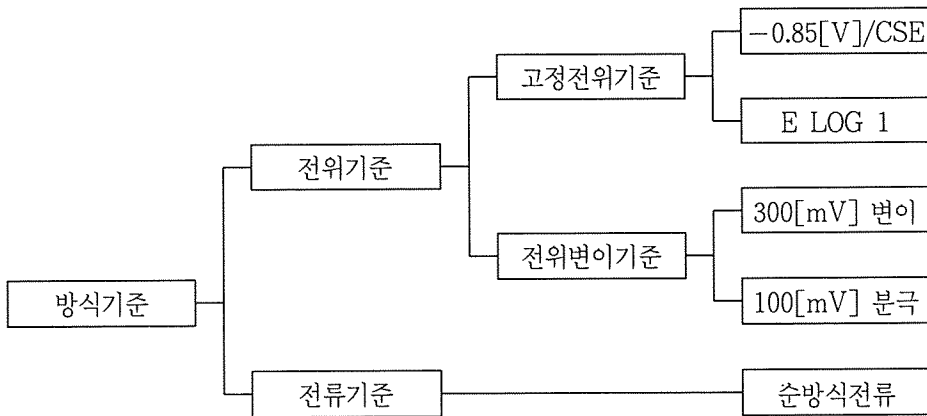 방식기준
전위기준
고정전위기준
-0.85[V]/CSE
E LOG 1
전위변이기준
300[mV] 변이
100[mV] 분극
전류기준
순방식전류